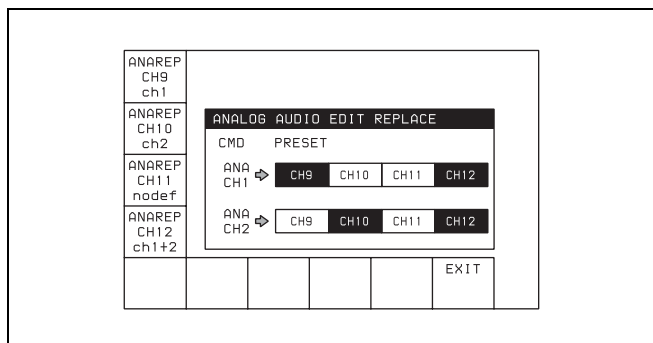 ANAREP
CH9
ch1
ANAREP
CH10
ch2
ANAREP
CH11
nodef
ANAREP
CH12
ch1+2
ANALOG AUDIO EDIT REPLACE
CMD PRESET
ANA
CH1
CH9 CH10 CH11 CH12
ANA
CH2
CH9 CH10 CH11 CH12
EXIT